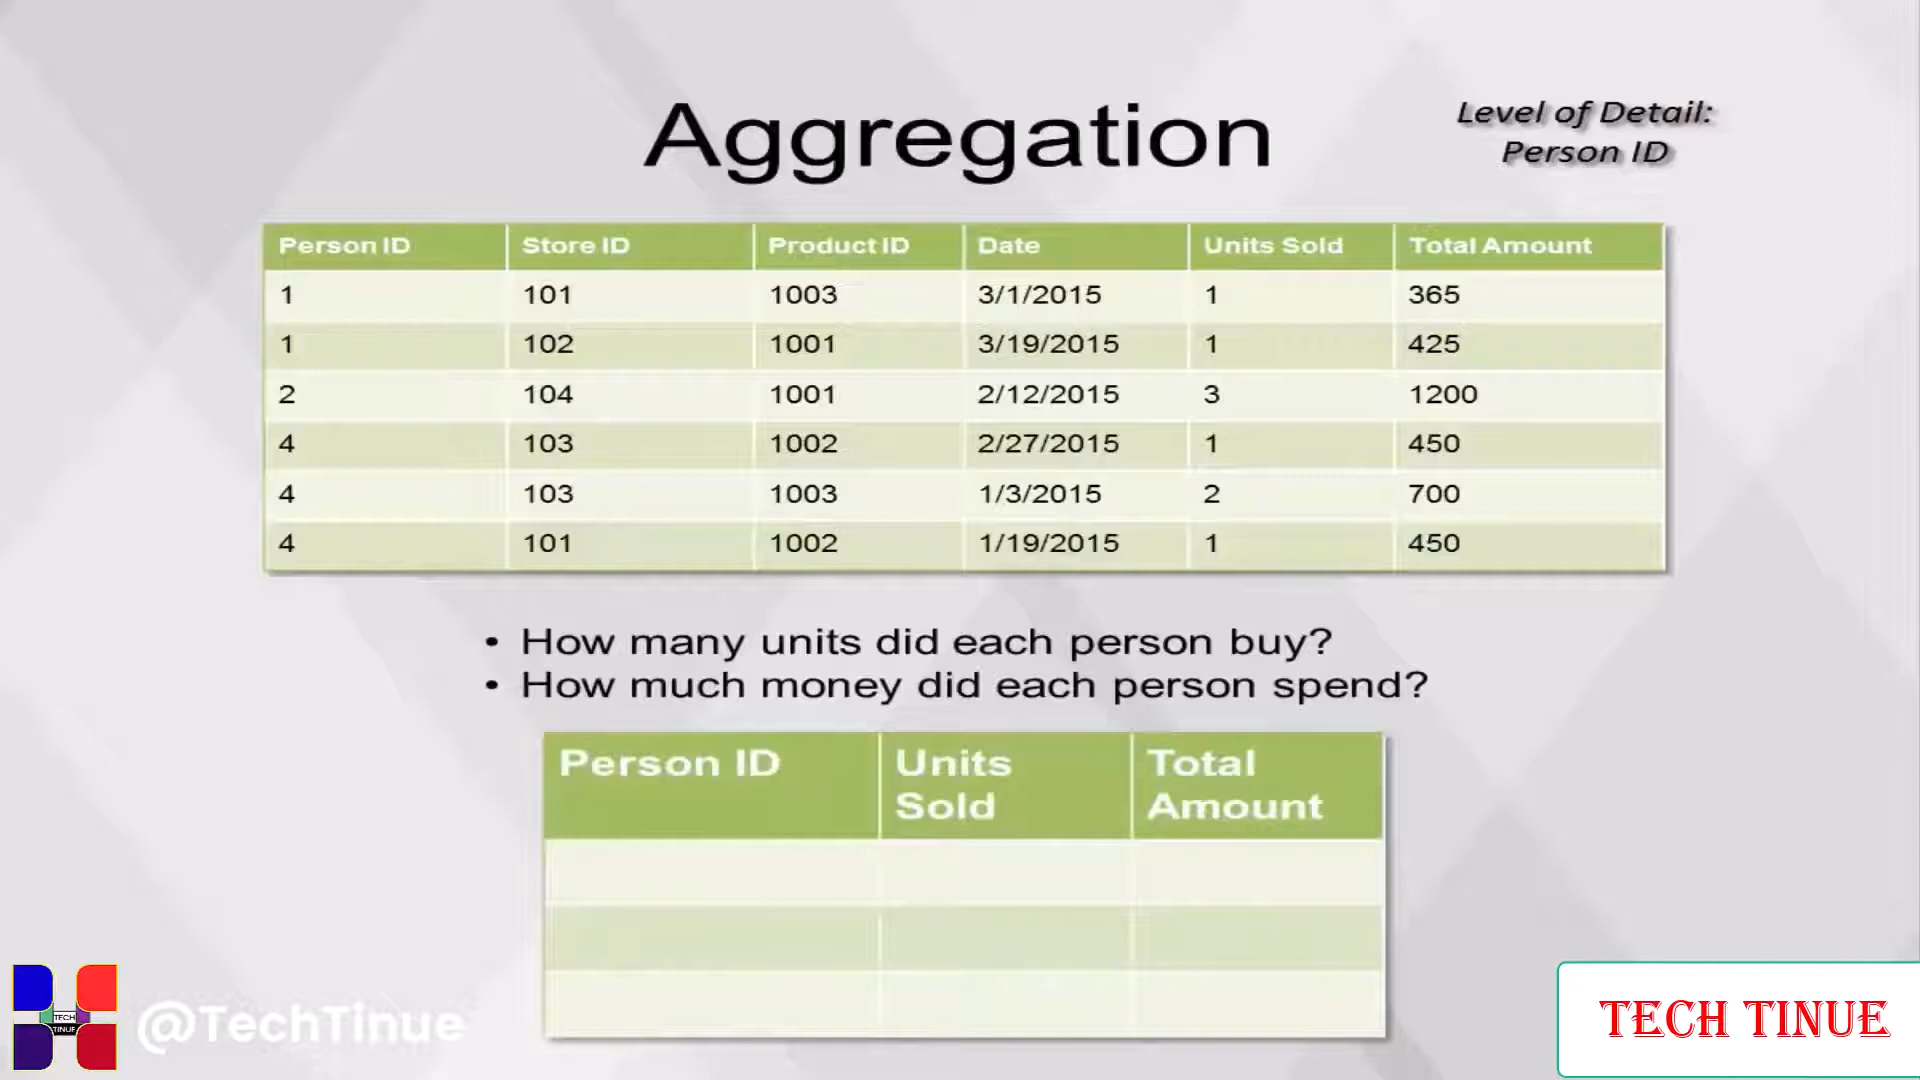 Aggregation
Level of Detail:
Person ID
Person ID Store ID Product ID Date Units Sold Total Amount
1 101 1003 3/1/2015 1 365
1 102 1001 3/19/2015 1 425
2 104 1001 2/12/2015 3 1200
4 103 1002 2/27/2015 1 450
4 103 1003 1/3/2015 2 700
4 101 1002 1/19/2015 1 450
• How many units did each person buy?
• How much money did each person spend?
Person ID Units Total
Sold Amount
TECH
TINUE
@TechTinue
TECH TINUE